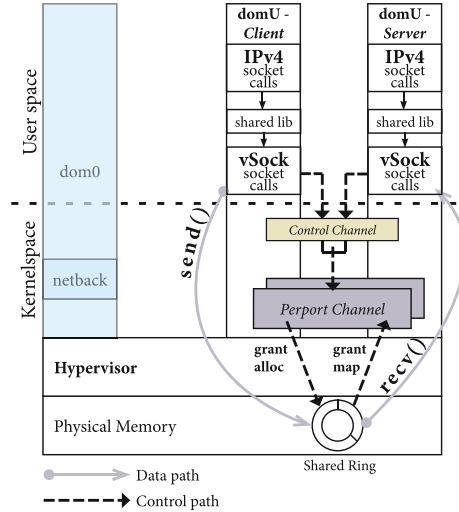 domU -
Client
IPv4
socket
calls
shared lib
vSock
socket
calls
domU -
Server
IPv4
socket
calls
shared lib
vSock
socket
calls
User space
Kernelspace
dom0
netback
send()
Control Channel
Perport Channel
grant
alloc
grant
map
recv()
Hypervisor
Physical Memory
Shared Ring
Data path
Control path